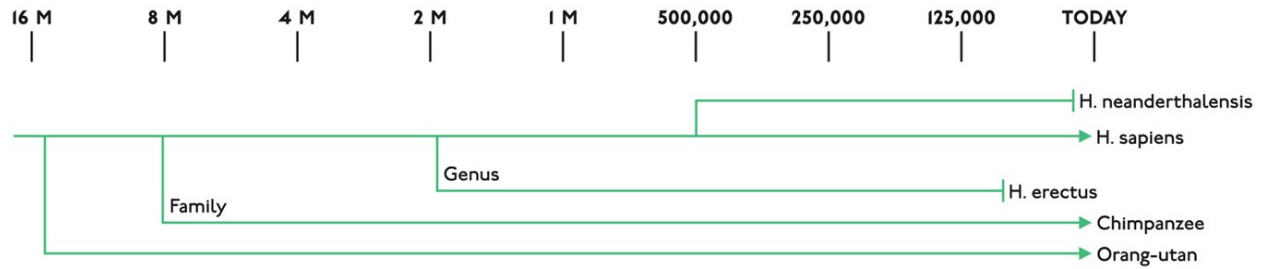 16 M 8 M 4 M 2 M 1 M 500,000 250,000 125,000 TODAY
H. neanderthalensis
H. sapiens
Genus
H. erectus
Family
Chimpanzee
Orang-utan